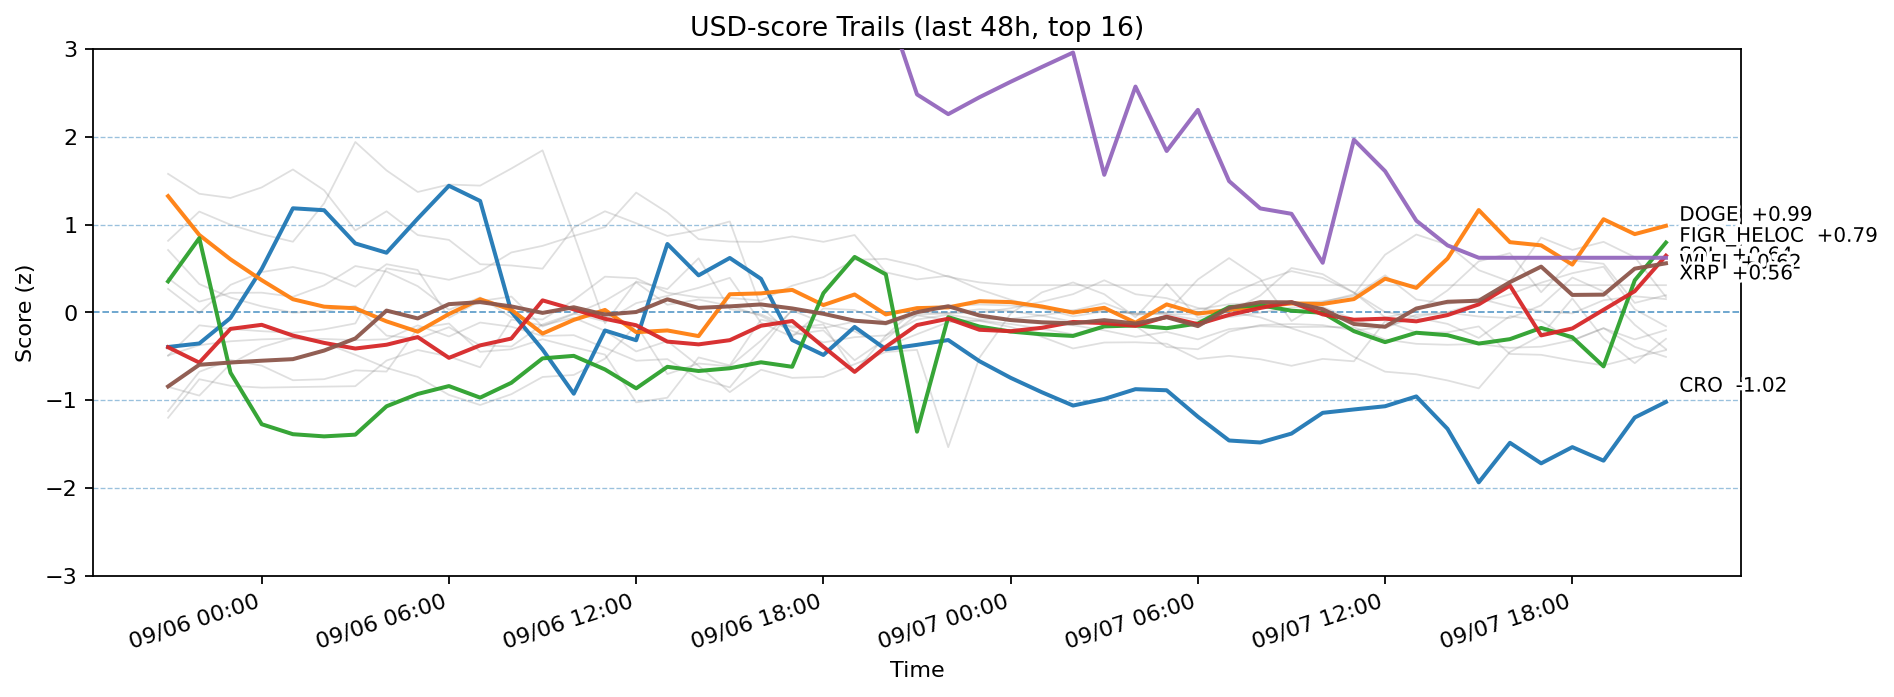 USD-score Trails (last 48h, top 16)
Score (z)
3
2
1
0
−1
−2
−3
DOGE +0.99
FIGR_HELOC +0.79
XRP +0.56
CRO -1.02
09/06 00:00
09/06 06:00
09/06 12:00
09/06 18:00
09/07 00:00
09/07 06:00
09/07 12:00
09/07 18:00
Time